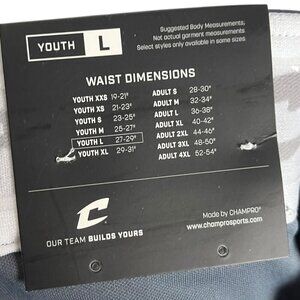 YOUTH L
Suggested Body Measurements;
Not actual garment measurements
Select styles only available in some sizes
WAIST DIMENSIONS
YOUTH XXS 19-21"
YOUTH XS 21-23"
YOUTH S 23-25"
YOUTH M 25-27"
YOUTH L 27-29"
YOUTH XL 29-31"
ADULT S 28-30"
ADULT M 32-34"
ADULT L 36-38"
ADULT XL 40-42"
ADULT 2XL 44-46"
ADULT 3XL 48-50"
ADULT 4XL 52-54"
C
OUR TEAM BUILDS YOURS
Made by CHAMPRO®
www.champrosports.com